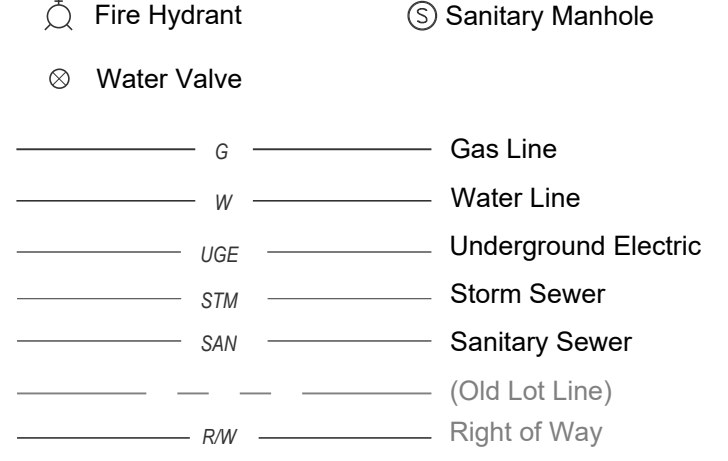 Fire Hydrant
Ⓢ Sanitary Manhole
Water Valve
G Gas Line
W Water Line
UGE Underground Electric
STM Storm Sewer
SAN Sanitary Sewer
(Old Lot Line)
R/W Right of Way